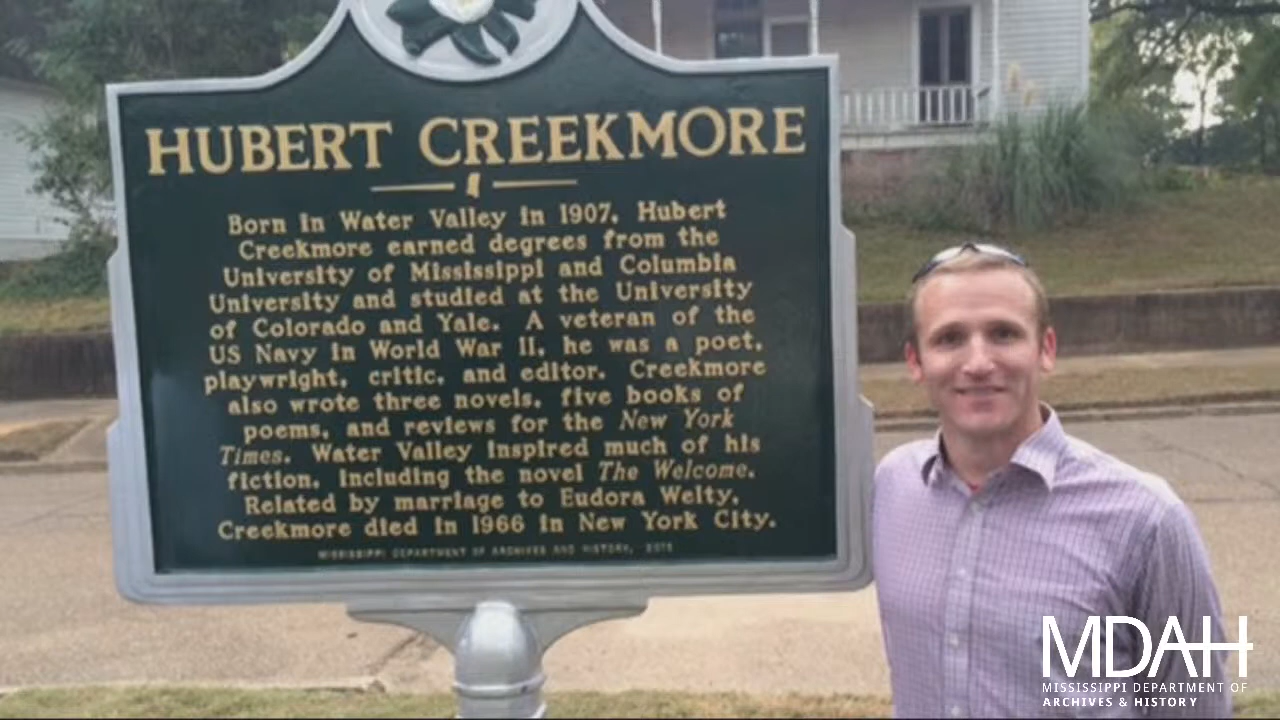 HUBERT CREEKMORE
Born in Water Valley in 1907, Hubert
Creekmore earned degrees from the
University of Mississippi and Columbia
University and studied at the University
of Colorado and Yale. A veteran of the
US Navy in World War II, he was a poet,
playwright, critic, and editor. Creekmore
also wrote three novels, five books of
poems, and reviews for the New York
Times. Water Valley inspired much of his
fiction, including the novel The Welcome.
Related by marriage to Eudora Welty,
Creekmore died in 1966 in New York City.
MISSISSIPPI DEPARTMENT OF ARCHIVES AND HISTORY,
MDAH
MISSISSIPPI DEPARTMENT OF
ARCHIVES & HISTORY